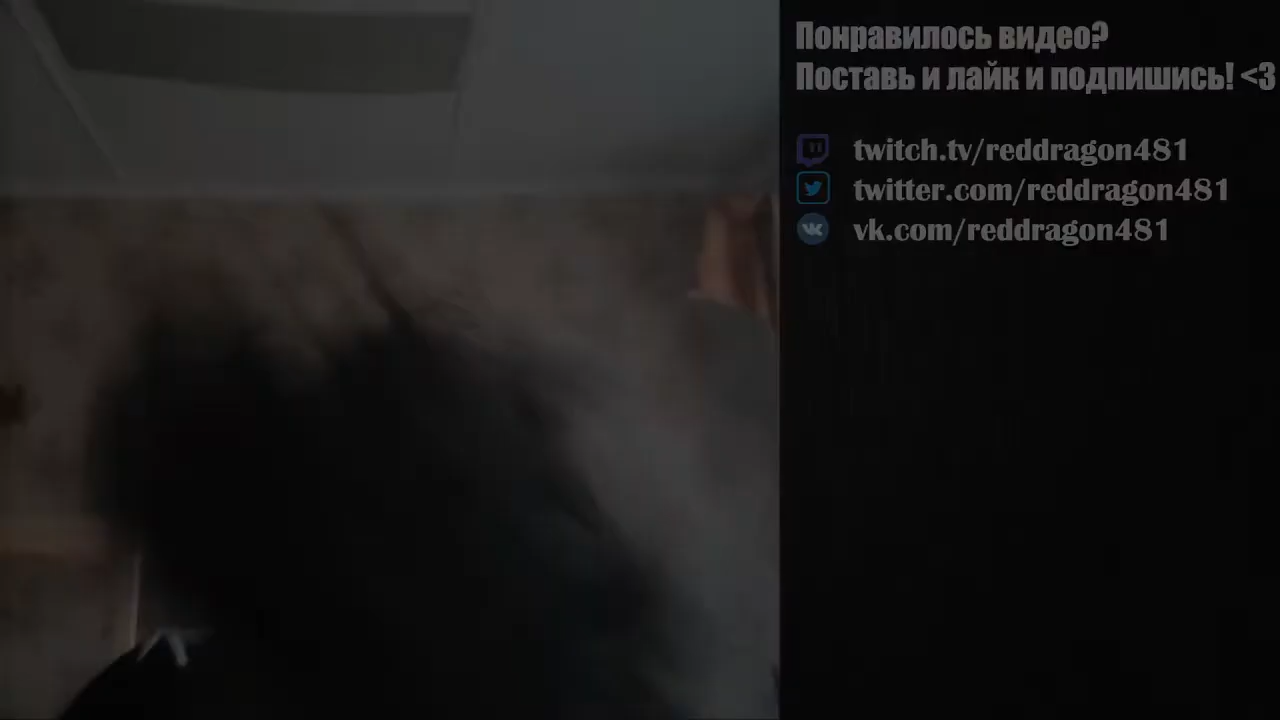 Понравилось видео?
Поставь и лайк и подпишись! <3
twitch.tv/reddragon481
twitter.com/reddragon481
vk.com/reddragon481